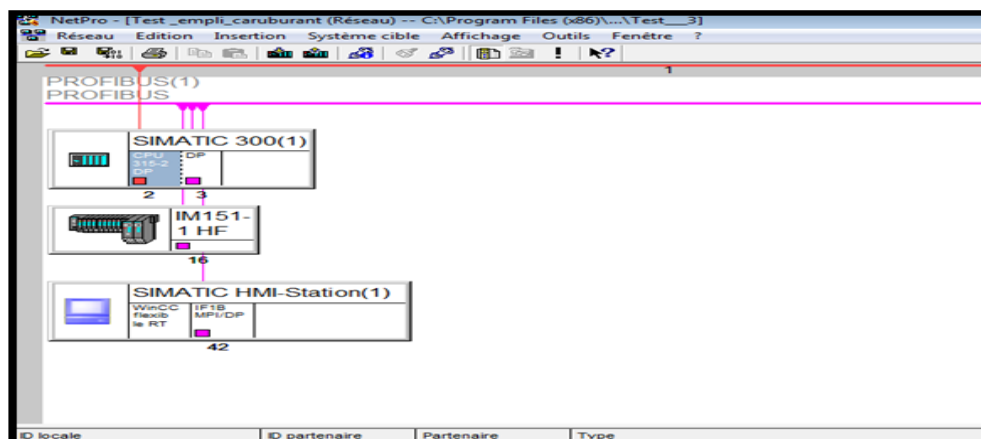 NetPro - [Test _empli_caruburant (Réseau) -- C:\Program Files (x86)\...\Test___3]
Réseau Edition Insertion Système cible Affichage Outils Fenêtre ?
1
PROFIBUS(1)
PROFIBUS
SIMATIC 300(1)
CPU
315-2
DP
DP
2 3
IM151-
1 HF
16
SIMATIC HMI-Station(1)
WinCC
flexib
le RT
IF1B
MPI/DP
42
ID locale ID partenaire Partenaire Type